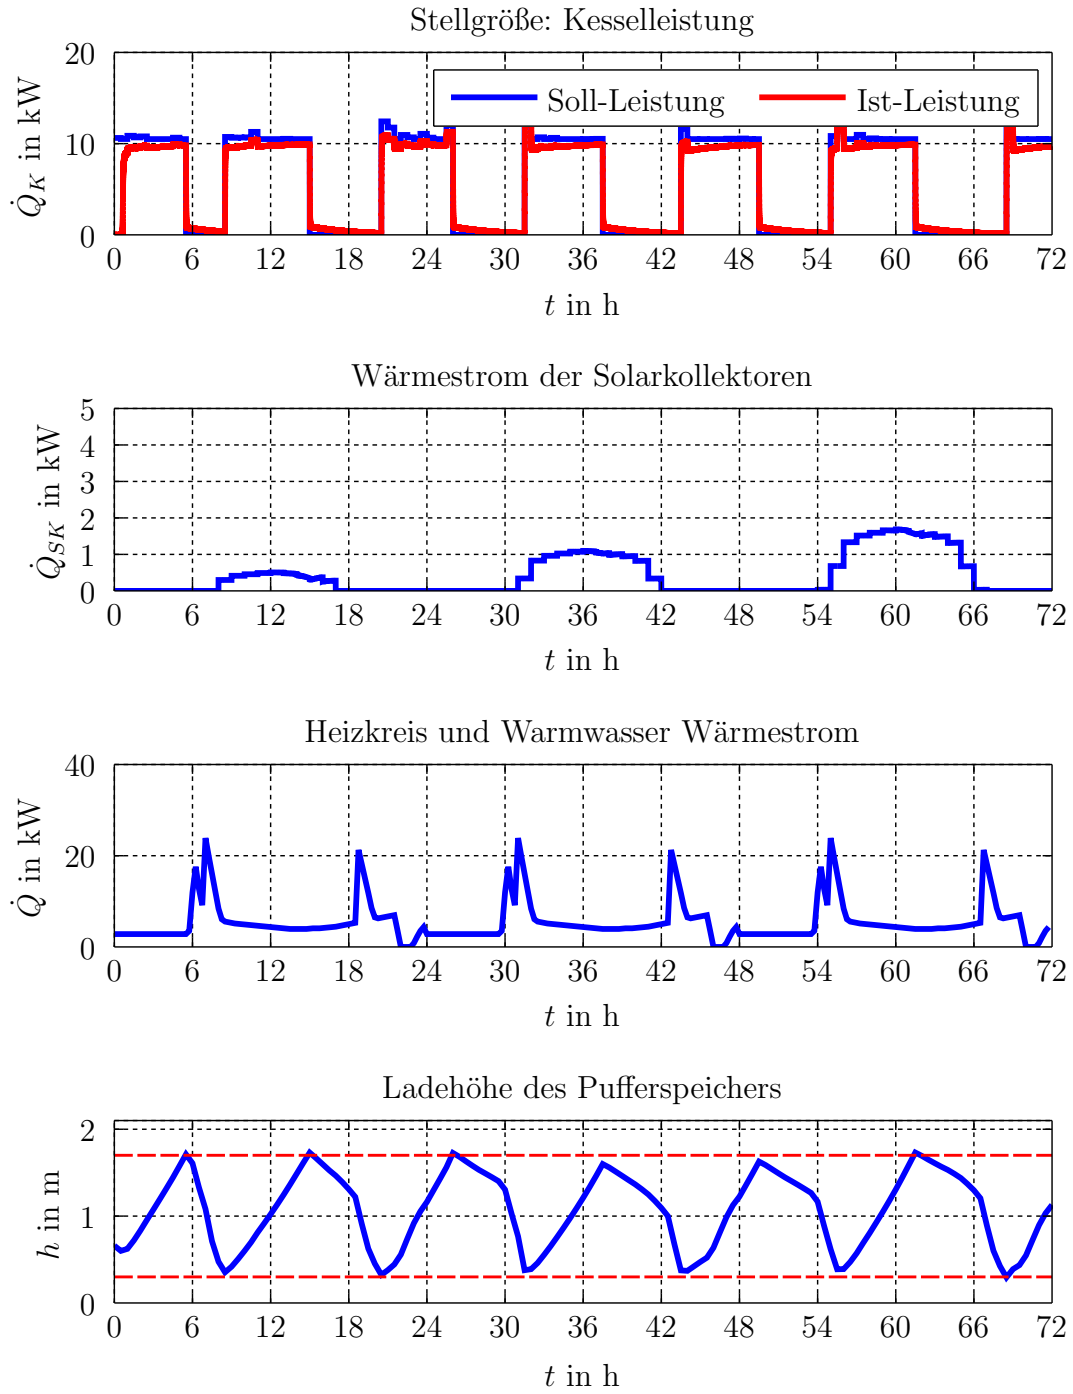 Stellgröße: Kesselleistung
20
10
0
Q̇_K in kW
Soll-Leistung Ist-Leistung
0 6 12 18 24 30 36 42 48 54 60 66 72
t in h
Wärmestrom der Solarkollektoren
5
4
3
2
1
0
Q̇_SK in kW
0 6 12 18 24 30 36 42 48 54 60 66 72
t in h
Heizkreis und Warmwasser Wärmestrom
40
20
0
Q̇ in kW
0 6 12 18 24 30 36 42 48 54 60 66 72
t in h
Ladehöhe des Pufferspeichers
2
1
0
h in m
0 6 12 18 24 30 36 42 48 54 60 66 72
t in h